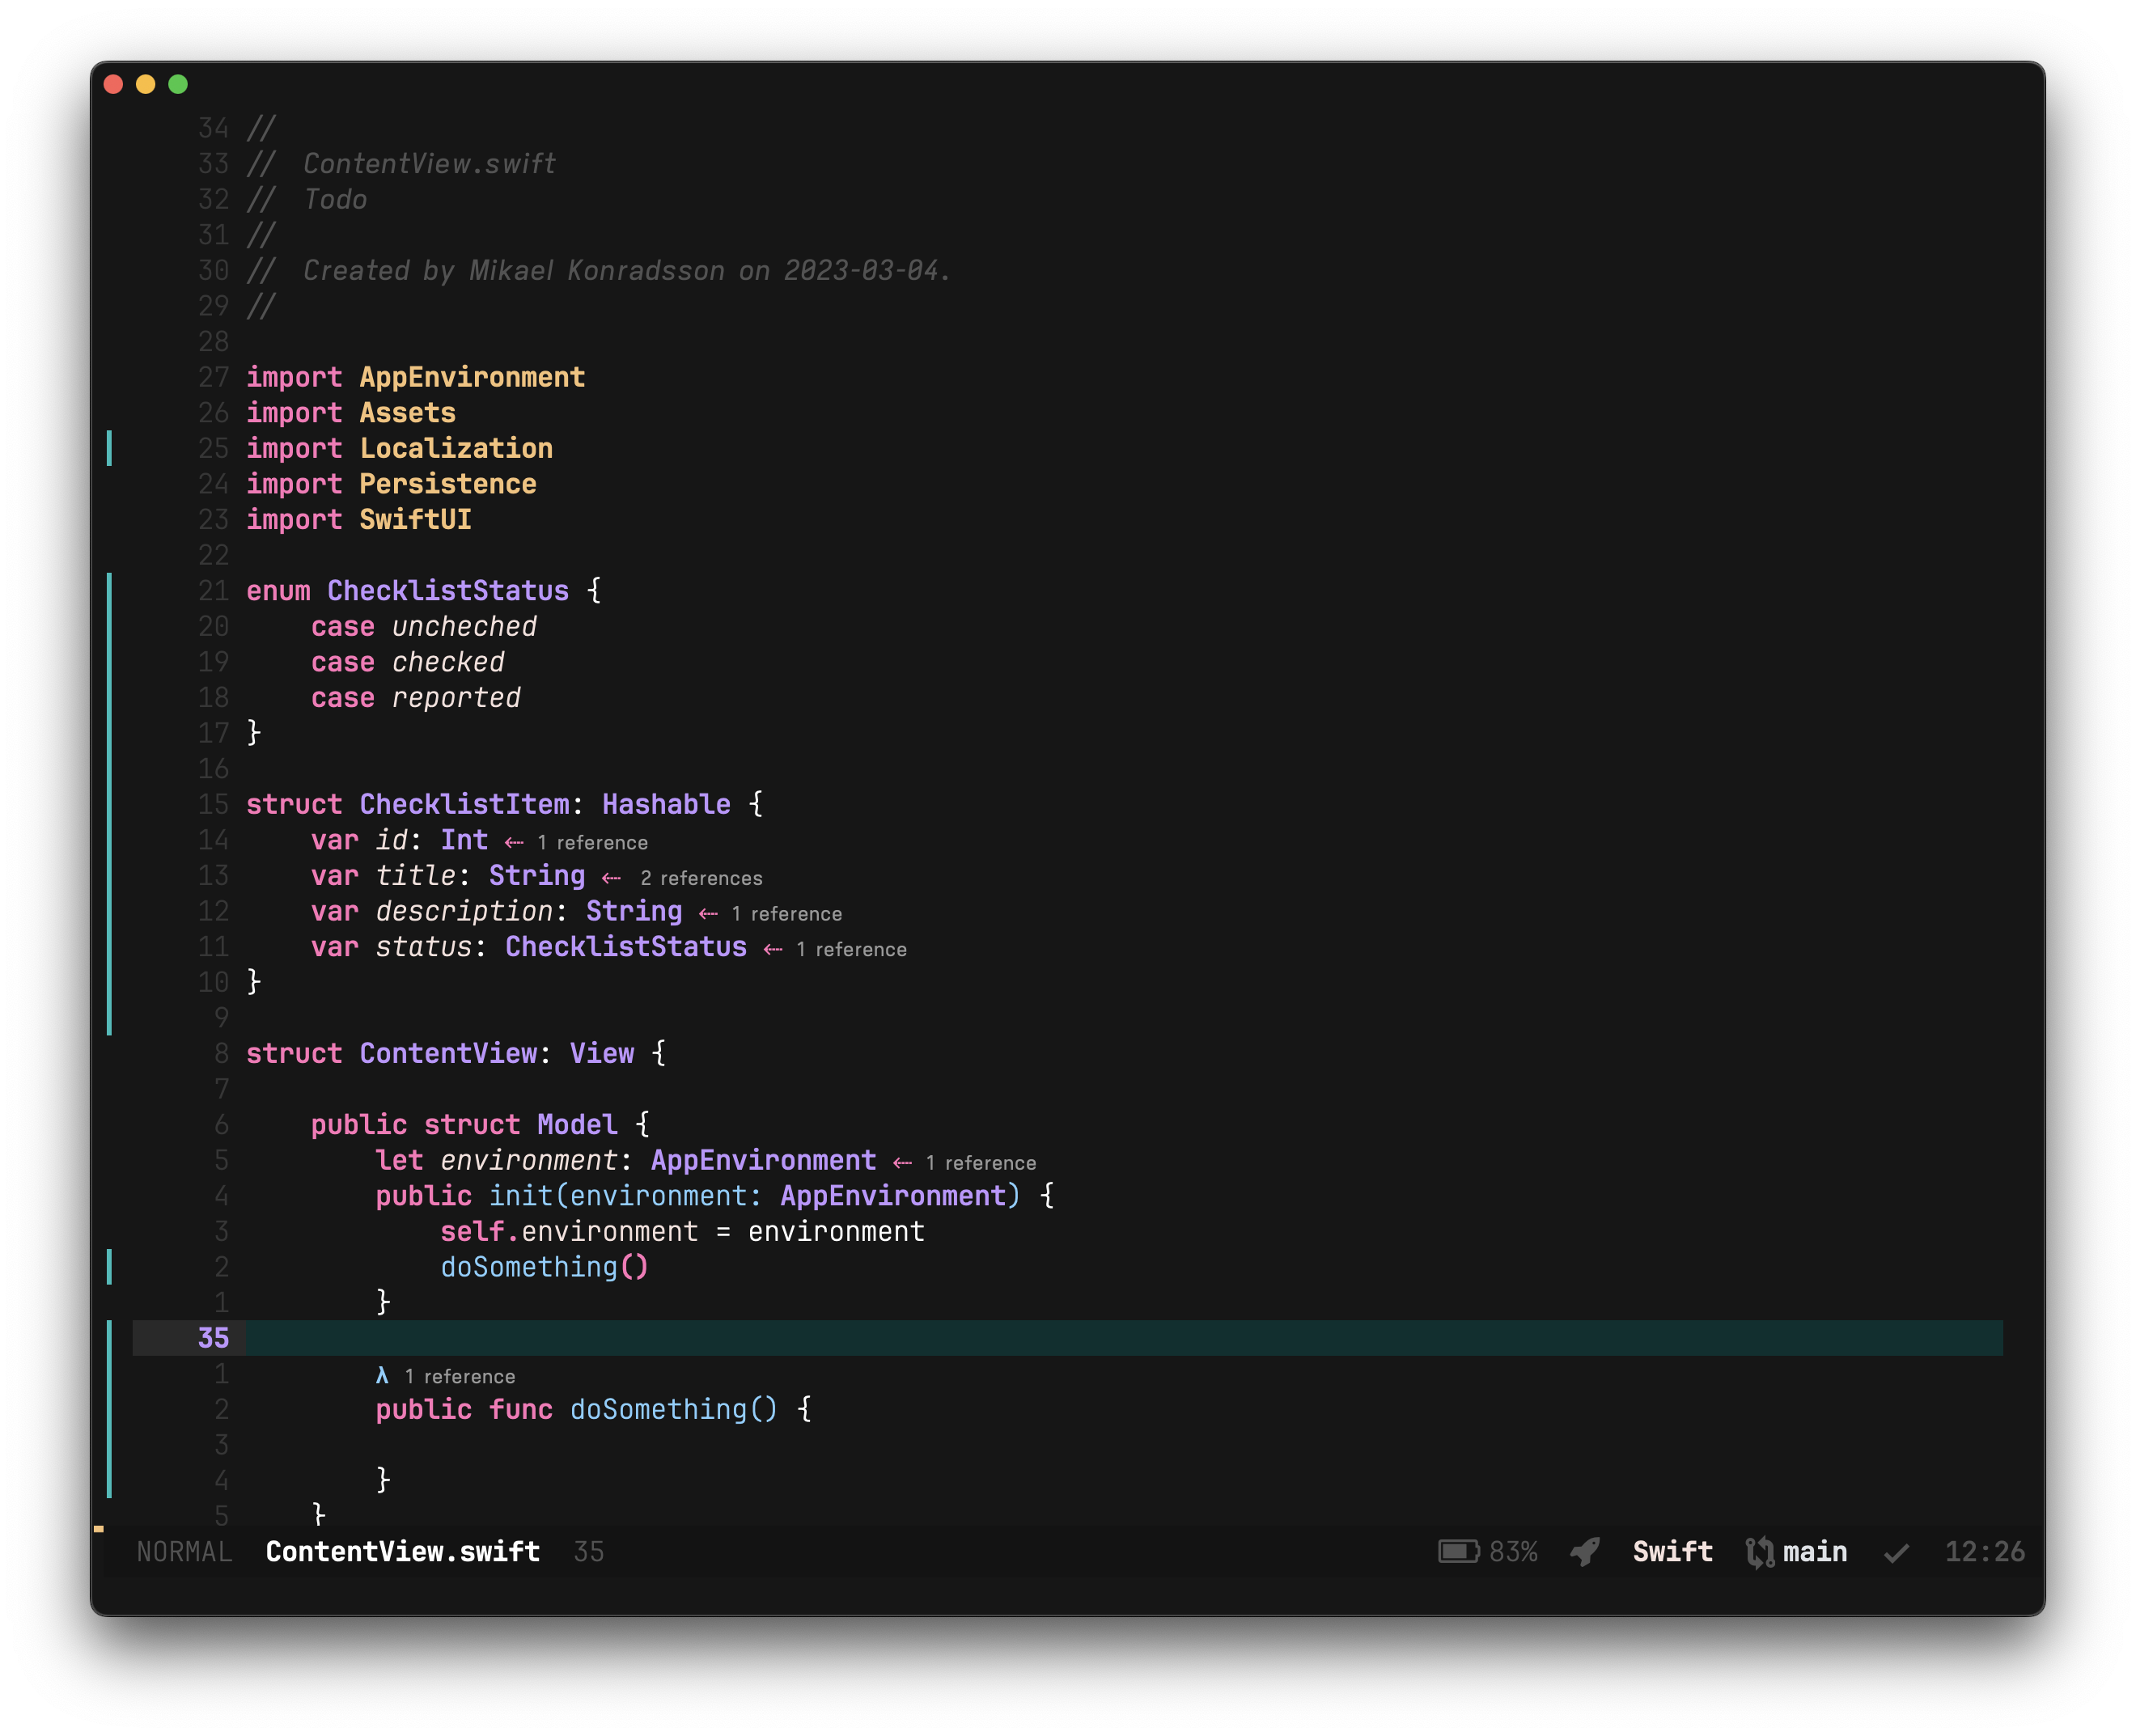 34 //
33 //  ContentView.swift
32 //  Todo
31 //
30 //  Created by Mikael Konradsson on 2023-03-04.
29 //
28
27 import AppEnvironment
26 import Assets
25 import Localization
24 import Persistence
23 import SwiftUI
22
21 enum ChecklistStatus {
20     case uncheched
19     case checked
18     case reported
17 }
16
15 struct ChecklistItem: Hashable {
14     var id: Int ⇠ 1 reference
13     var title: String ⇠ 2 references
12     var description: String ⇠ 1 reference
11     var status: ChecklistStatus ⇠ 1 reference
10 }
9
8 struct ContentView: View {
7
6     public struct Model {
5         let environment: AppEnvironment ⇠ 1 reference
4         public init(environment: AppEnvironment) {
3             self.environment = environment
2             doSomething()
1         }
35
1         λ 1 reference
2         public func doSomething() {
3
4         }
5     }
NORMAL ContentView.swift 35 83% Swift main ✓ 12:26